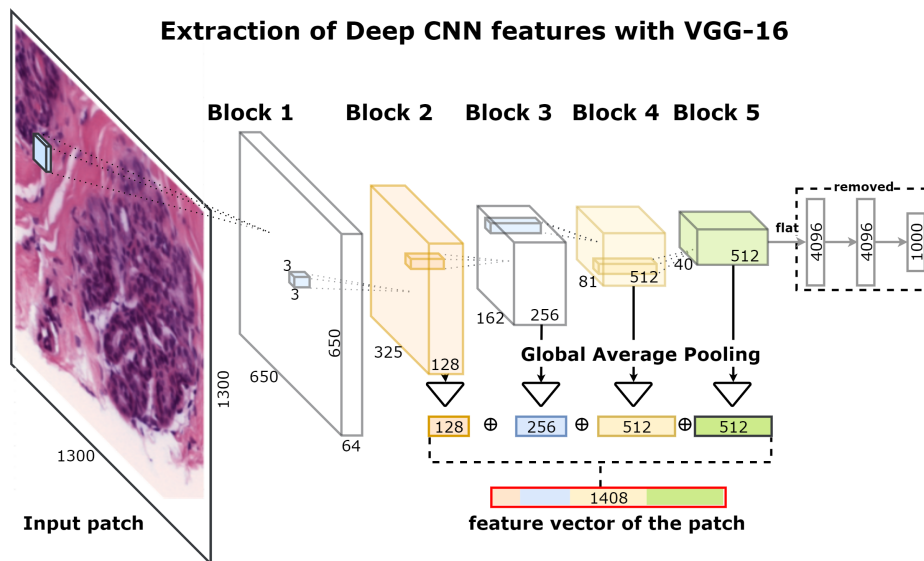 Extraction of Deep CNN features with VGG-16
Block 1
Block 2
Block 3
Block 4
Block 5
removed
flat
4096
4096
1000
3
3
650
650
64
325
128
162
256
81
512
40
512
1300
1300
Global Average Pooling
128 ⊕ 256 ⊕ 512 ⊕ 512
1408
Input patch
feature vector of the patch